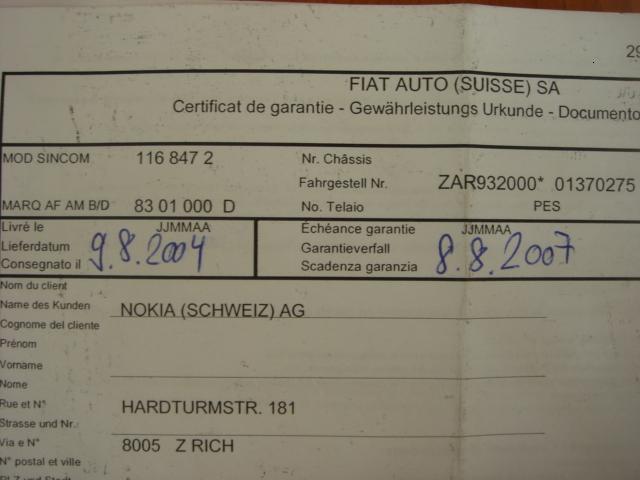 29
FIAT AUTO (SUISSE) SA
Certificat de garantie - Gewährleistungs Urkunde - Documento
MOD SINCOM 116 847 2 Nr. Châssis
Fahrgestell Nr. ZAR932000* 01370275
MARQ AF AM B/D 83 01 000 D No. Telaio PES
Livré le JJMMAA Échéance garantie JJMMAA
Lieferdatum 9.8.2004 Garantieverfall 8.8.2007
Consegnato il Scadenza garanzia
Nom du client
Name des Kunden NOKIA (SCHWEIZ) AG
Cognome del cliente
Prénom
Vorname
Nome
Rue et N° HARDTURMSTR. 181
Strasse und Nr.
Via e N° 8005 Z RICH
N° postal et ville